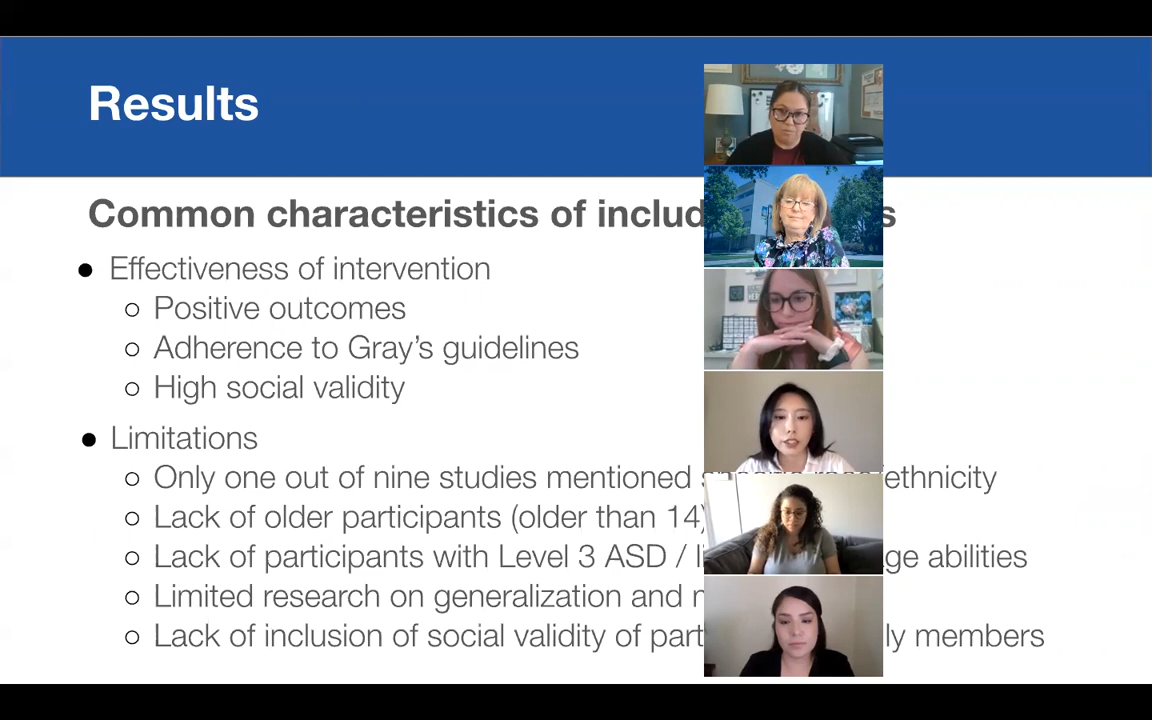 Results
Common characteristics of includ s
● Effectiveness of intervention
○ Positive outcomes
○ Adherence to Gray's guidelines
○ High social validity
● Limitations
○ Only one out of nine studies mentioned ethnicity
○ Lack of older participants (older than 14)
○ Lack of participants with Level 3 ASD / li ge abilities
○ Limited research on generalization and
○ Lack of inclusion of social validity of part ly members